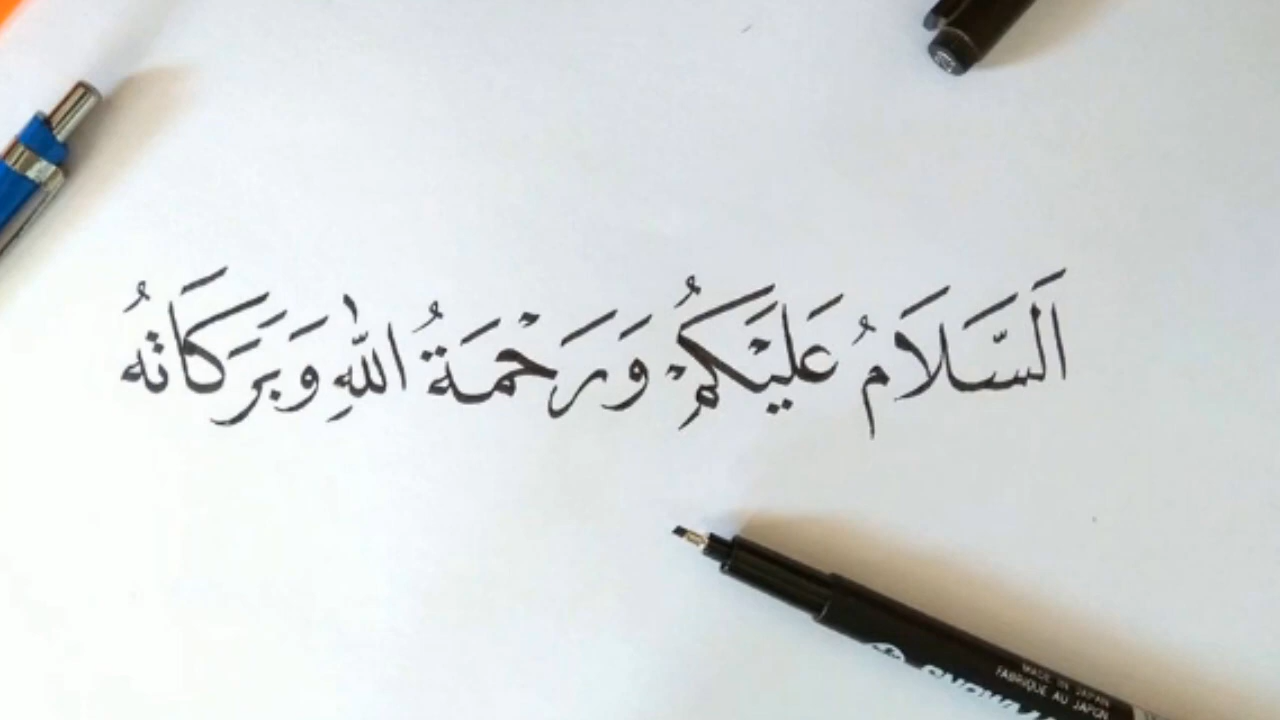 اَلسَّلَامُ عَلَيْكُمْ وَرَحْمَةُ اللّٰهِ وَبَرَكَاتُهُ
MADE IN JAPAN
FABRIQUE AU JAPON